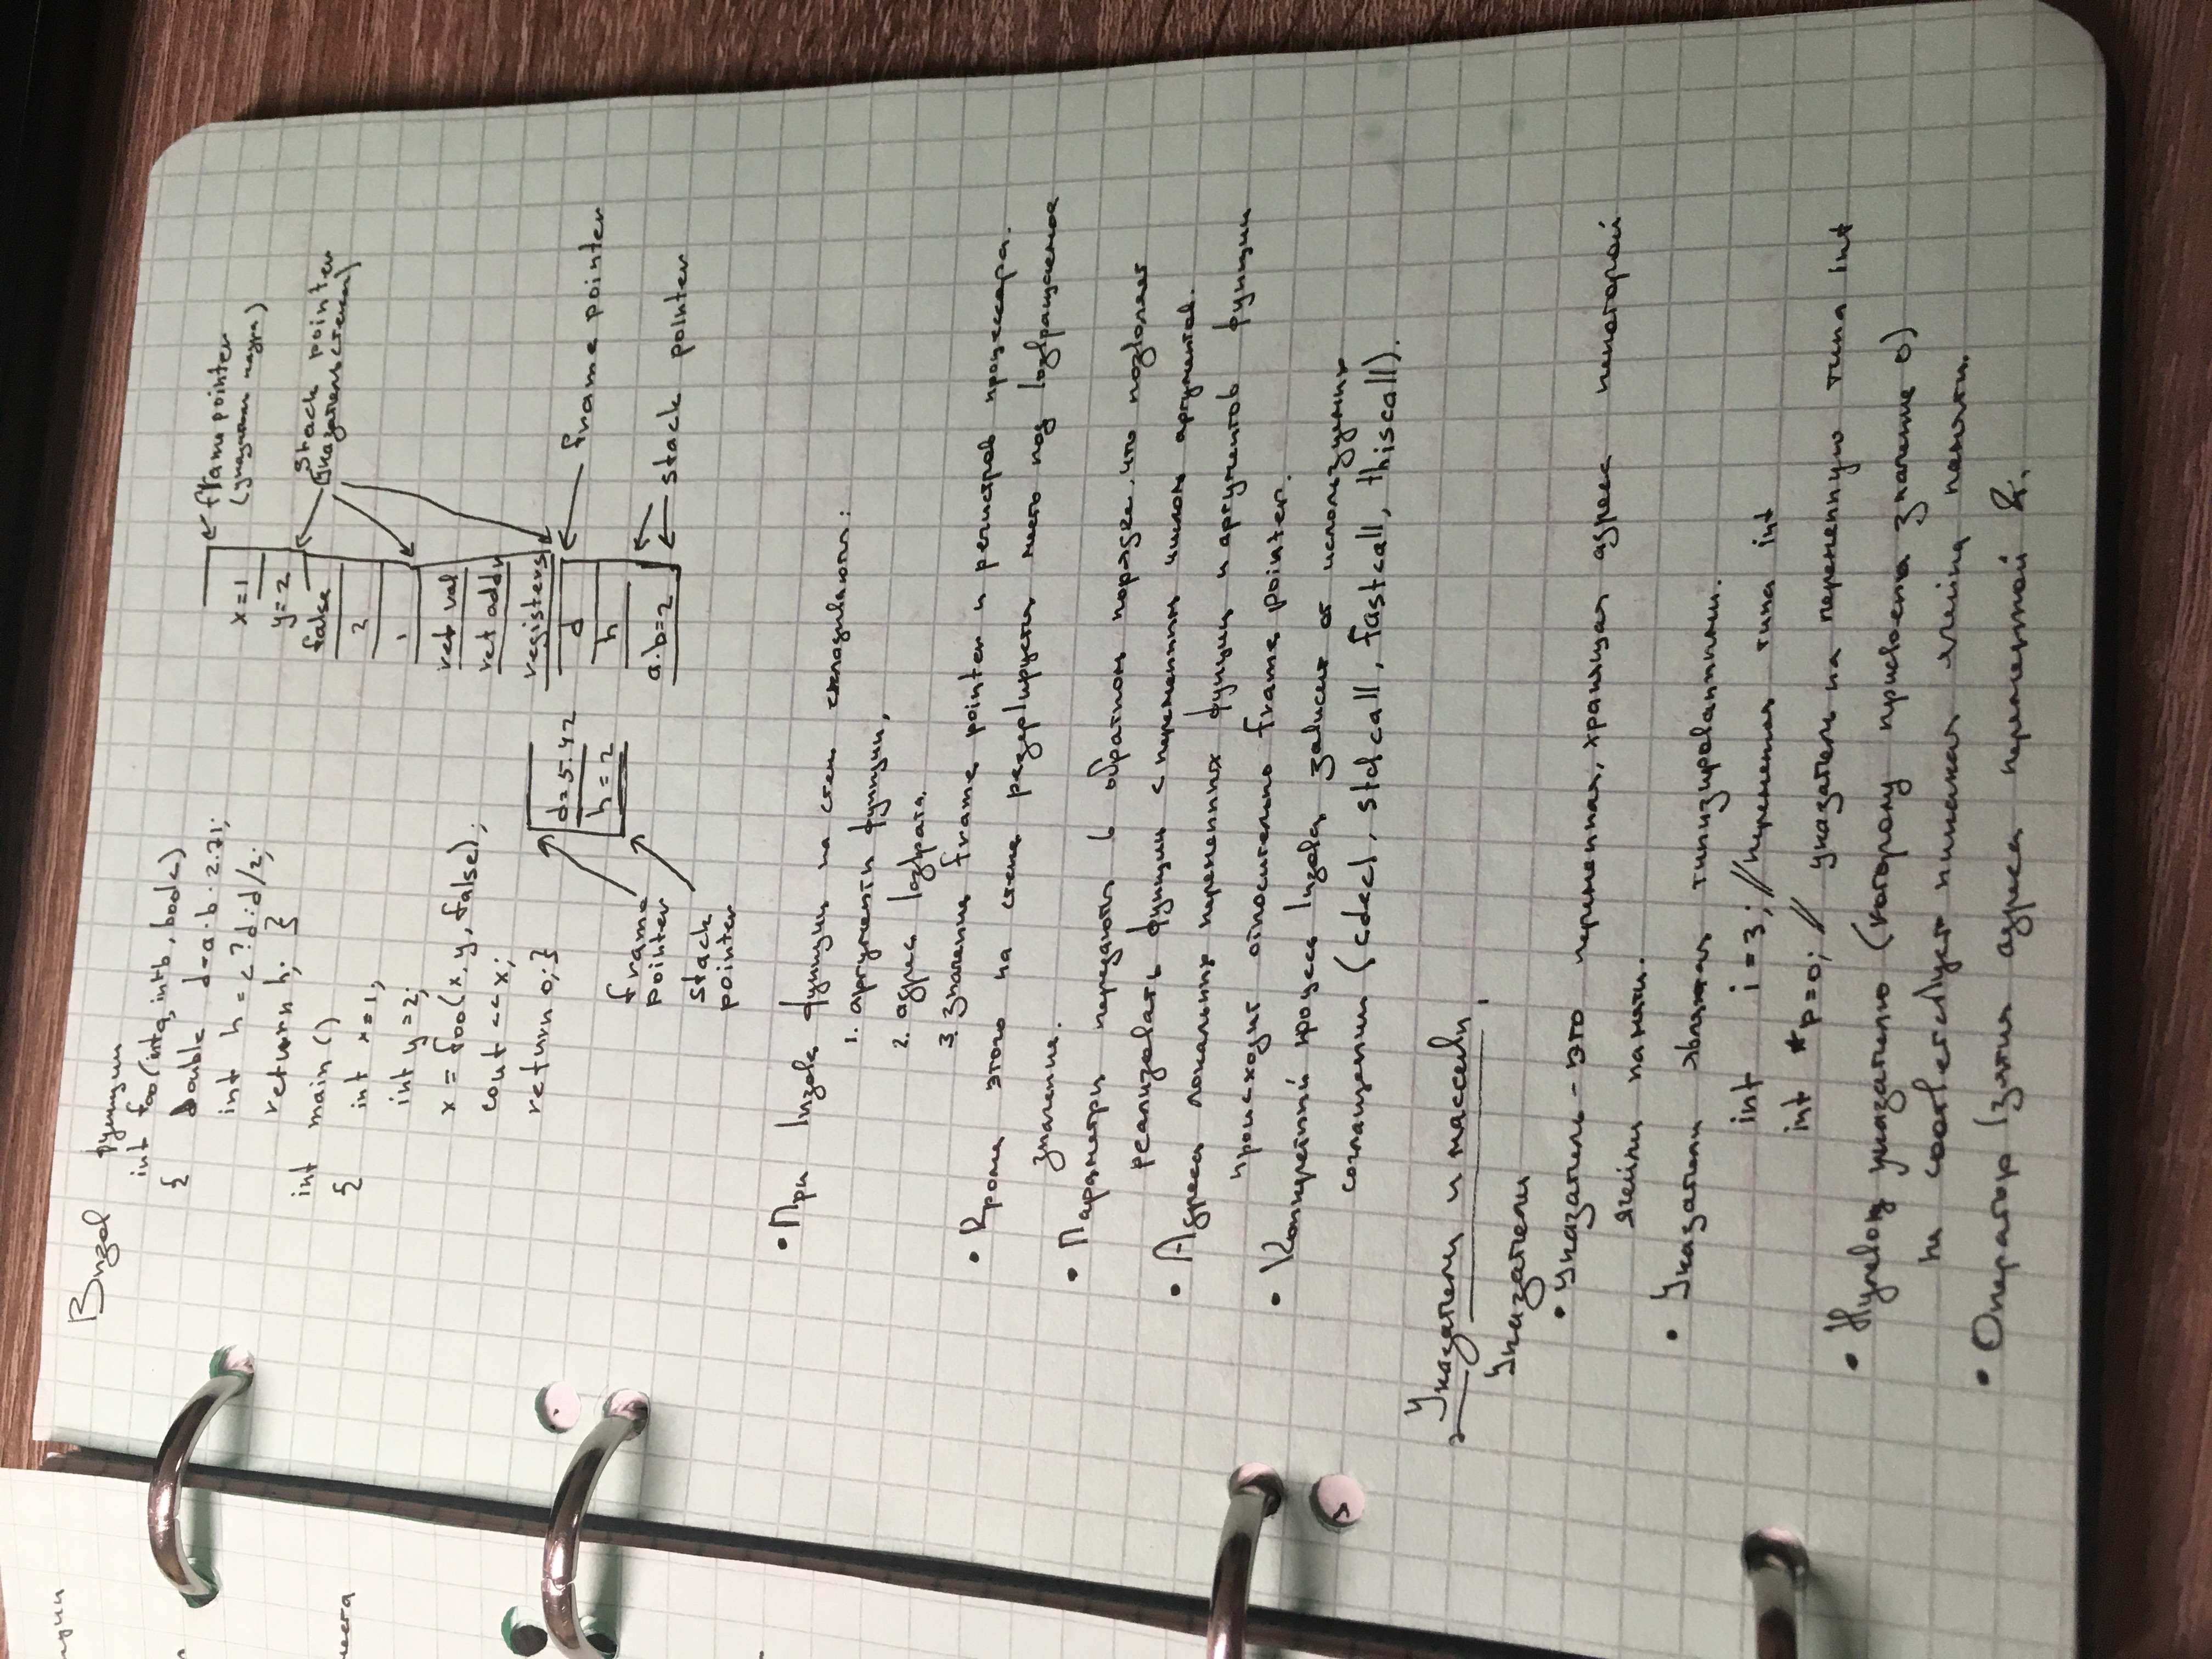 нкции
Вызов функции
int foo(int a, int b, bool c)
{ double d=a·b·2.71;
int h = c ? d : d/2;
return h; }
int main ()
{ int x=1;
int y=2;
x = foo(x, y, false);
cout << x;
return 0; }
x=1
y=2
false
2
1
ret val
ret addr
registers
d
h
a·b=2
frame pointer
(указатель кадра)
stack pointer
(указатель стека)
frame pointer
stack pointer
d=5.42
h=2
frame
pointer
stack
pointer
• При вызове функции на стек складываются:
1. аргументы функции,
2. адрес возврата.
3. значение frame pointer и регистров процессора.
• Кроме этого на стеке резервируется место под возвращаемое
значение.
• Параметры передаются в обратном порядке, что позволяет
реализовать функции с переменным числом аргументов.
• Адреса локальных переменных функции и аргументов функции
происходит относительно frame pointer.
• Конкретный процесс вызова зависит от используемых
соглашении (cdecl, stdcall, fastcall, thiscall).
Указатели и массивы
Указатели
• Указатель – это переменная, хранящая адреса некоторой
ячейки памяти.
• Указатели являются типизированными.
int i = 3; // переменная типа int
int *p=0; // указатель на переменную типа int
• Нулевому указателю (которому присвоено значение 0)
не соответствует никакая ячейка памяти.
• Оператор взятия адреса переменной &.